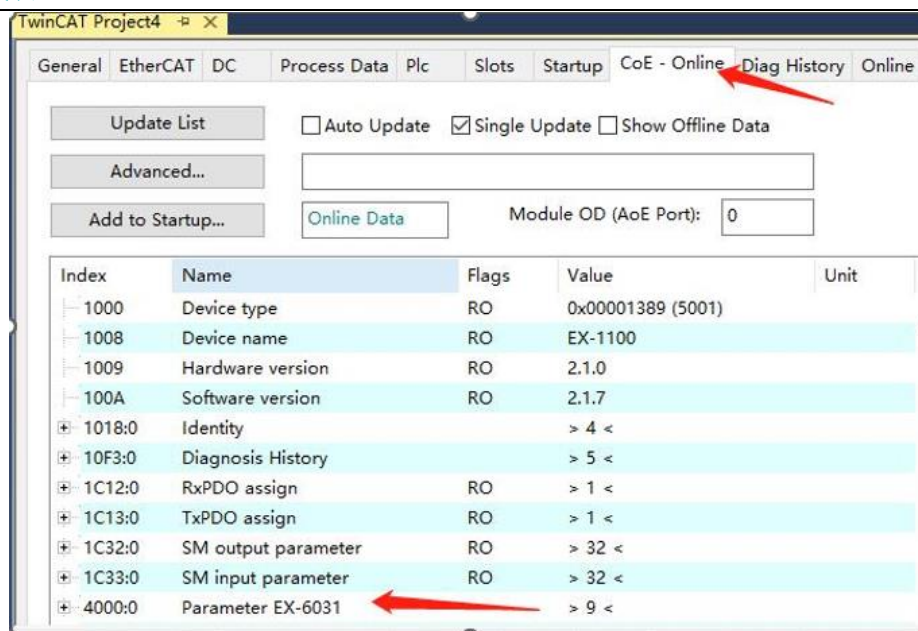 TwinCAT Project4
General EtherCAT DC Process Data Plc Slots Startup CoE - Online Diag History Online
Update List Auto Update Single Update Show Offline Data
Advanced...
Add to Startup... Online Data Module OD (AoE Port): 0
Index Name Flags Value Unit
1000 Device type RO 0x00001389 (5001)
1008 Device name RO EX-1100
1009 Hardware version RO 2.1.0
100A Software version RO 2.1.7
1018:0 Identity > 4 <
10F3:0 Diagnosis History > 5 <
1C12:0 RxPDO assign RO > 1 <
1C13:0 TxPDO assign RO > 1 <
1C32:0 SM output parameter RO > 32 <
1C33:0 SM input parameter RO > 32 <
4000:0 Parameter EX-6031 > 9 <